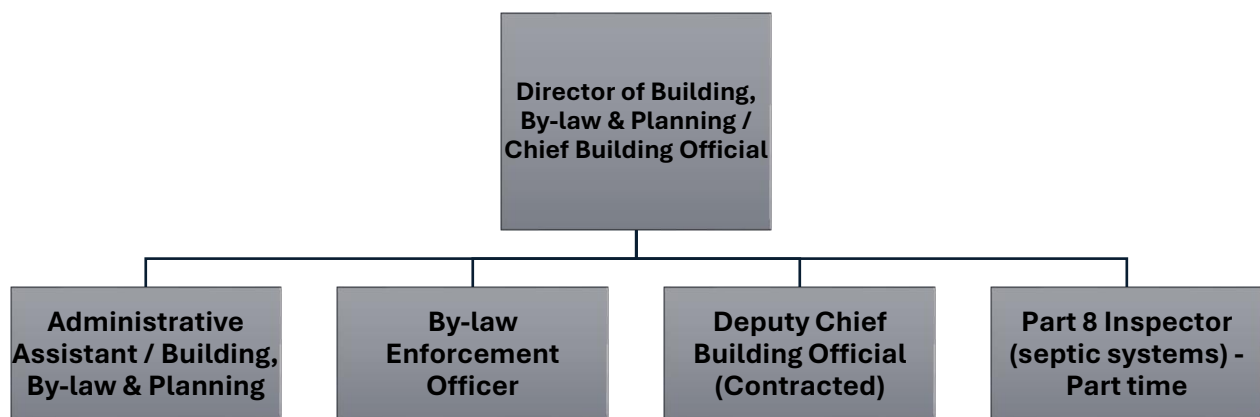 Director of Building,
By-law & Planning /
Chief Building Official
Administrative
Assistant / Building,
By-law & Planning
By-law
Enforcement
Officer
Deputy Chief
Building Official
(Contracted)
Part 8 Inspector
(septic systems) -
Part time